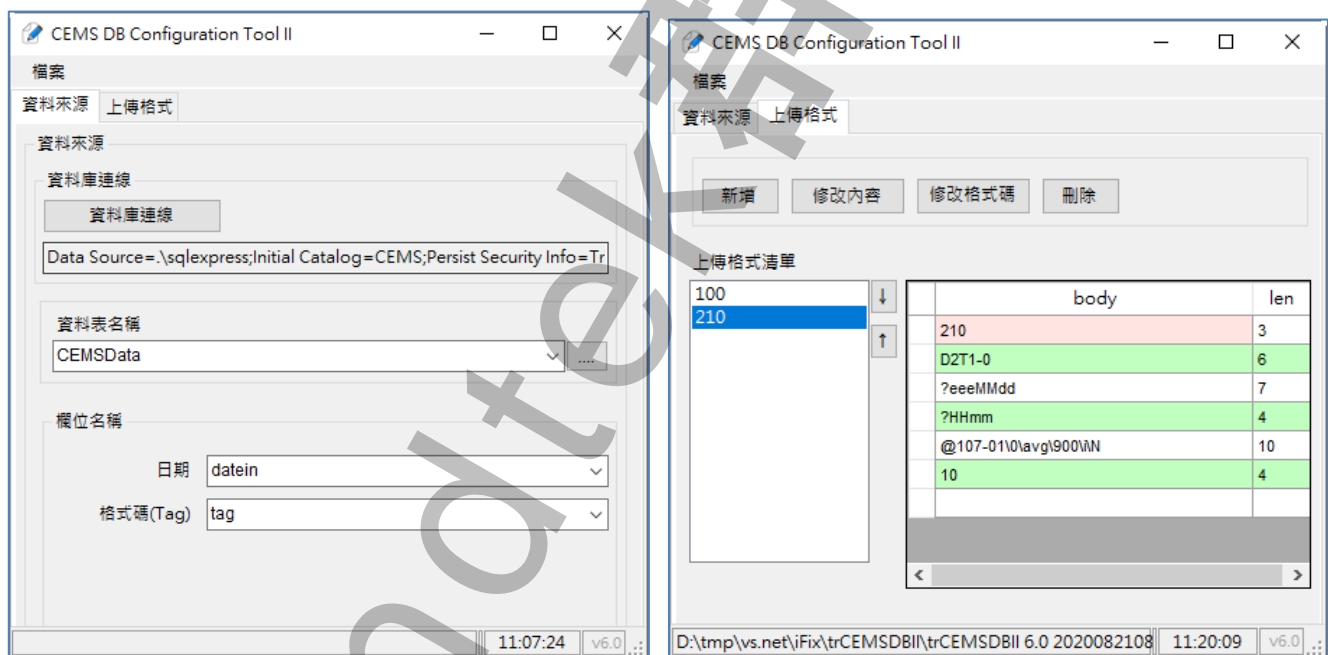 CEMS DB Configuration Tool II
檔案
資料來源 上傳格式
資料來源
資料庫連線
資料庫連線
Data Source=.\sqlexpress;Initial Catalog=CEMS;Persist Security Info=Tr
資料表名稱
CEMSData
....
欄位名稱
日期 datein
格式碼(Tag) tag
11:07:24 v6.0
CEMS DB Configuration Tool II
檔案
資料來源 上傳格式
新增 修改內容 修改格式碼 刪除
上傳格式清單
100
210
↓
↑
body len
210 3
D2T1-0 6
?eeeMMdd 7
?HHmm 4
@107-01\0\avg\900\i\N 10
10 4
D:\tmp\vs.net\iFix\trCEMSDBII\trCEMSDBII 6.0 2020082108 11:20:09 v6.0